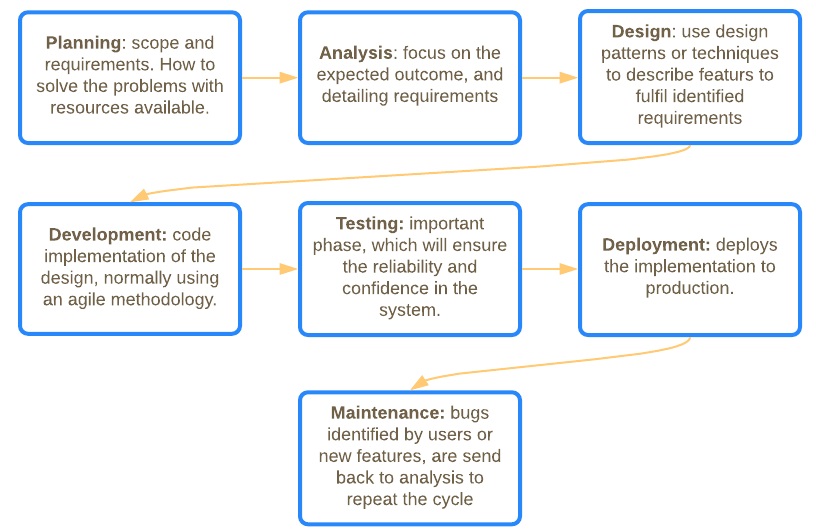 Planning: scope and
requirements. How to
solve the problems with
resources available.
Analysis: focus on the
expected outcome, and
detailing requirements
Design: use design
patterns or techniques
to describe featurs to
fulfil identified
requirements
Development: code
implementation of the
design, normally using
an agile methodology.
Testing: important
phase, which will ensure
the reliability and
confidence in the
system.
Deployment: deploys
the implementation to
production.
Maintenance: bugs
identified by users or
new features, are send
back to analysis to
repeat the cycle